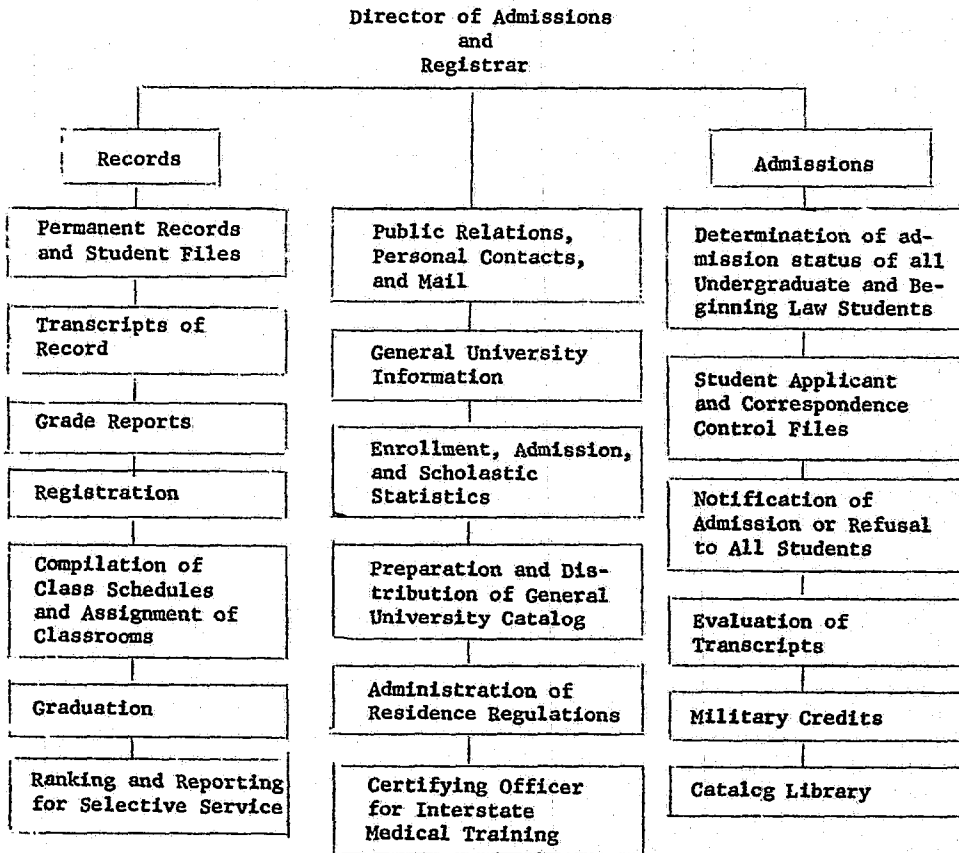 Director of Admissions
and
Registrar
Records
Permanent Records
and Student Files
Transcripts of
Record
Grade Reports
Registration
Compilation of
Class Schedules
and Assignment of
Classrooms
Graduation
Ranking and Reporting
for Selective Service
Public Relations,
Personal Contacts,
and Mail
General University
Information
Enrollment, Admission,
and Scholastic
Statistics
Preparation and Dis-
tribution of General
University Catalog
Administration of
Residence Regulations
Certifying Officer
for Interstate
Medical Training
Admissions
Determination of ad-
mission status of all
Undergraduate and Be-
ginning Law Students
Student Applicant
and Correspondence
Control Files
Notification of
Admission or Refusal
to All Students
Evaluation of
Transcripts
Military Credits
Catalog Library